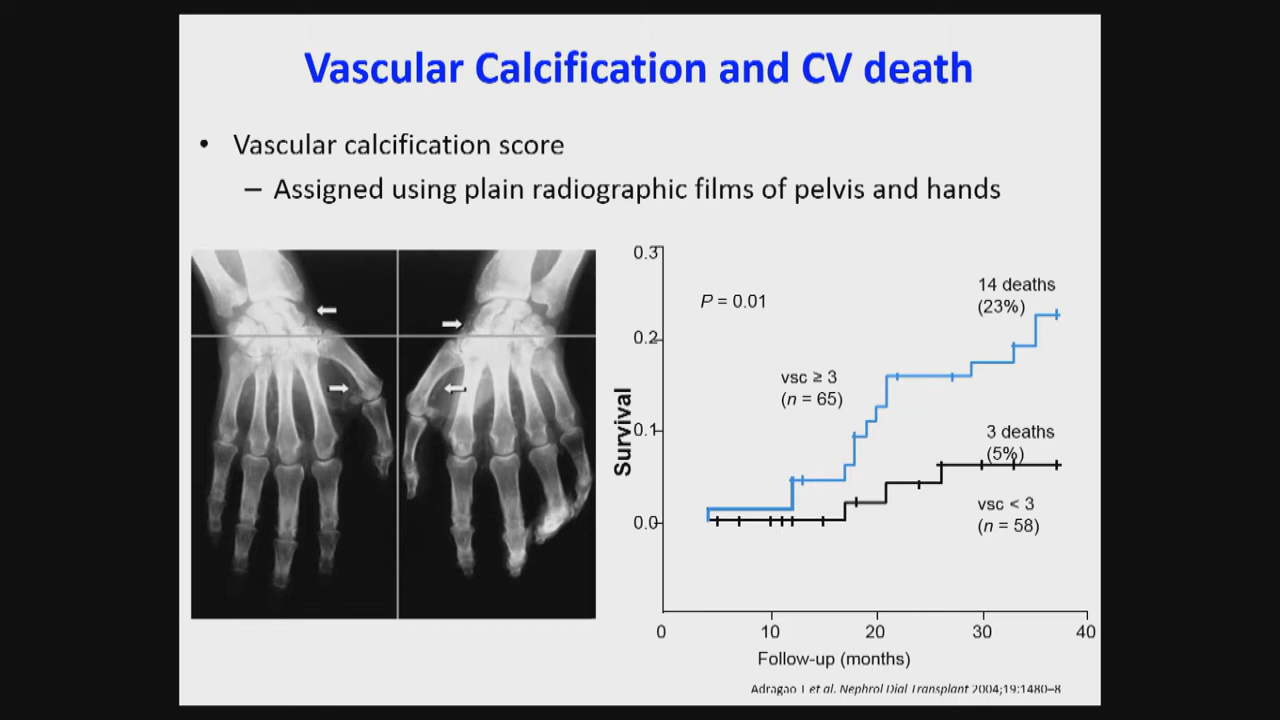 Vascular Calcification and CV death
• Vascular calcification score
– Assigned using plain radiographic films of pelvis and hands
0.3
0.2
0.1
0.0
Survival
P = 0.01
14 deaths
(23%)
vsc ≥ 3
(n = 65)
3 deaths
(5%)
vsc < 3
(n = 58)
0 10 20 30 40
Follow-up (months)
Adragao et al. Nephrol Dial Transplant 2004;19:1480–8